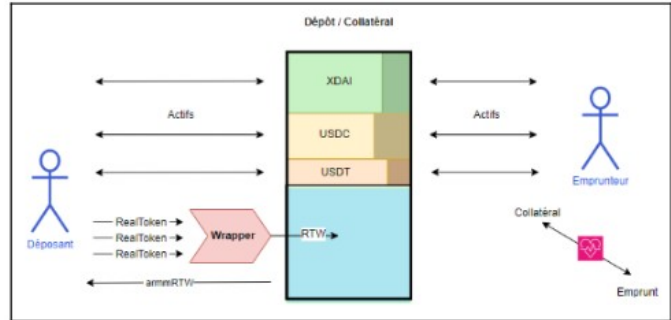 Dépôt / Collatéral
XDAI
Actifs
USDC
Actifs
USDT
Emprunteur
Déposant
RealToken
RealToken
RealToken
Wrapper
RTW
armmRTW
Collatéral
Emprunt